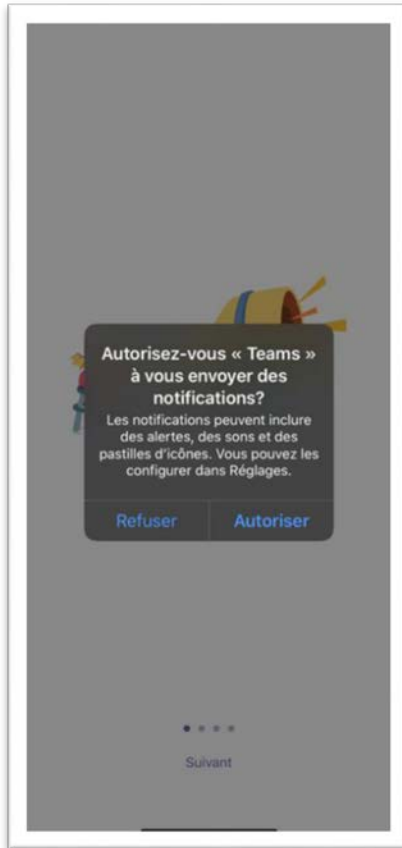 Autorisez-vous « Teams »
à vous envoyer des
notifications?
Les notifications peuvent inclure
des alertes, des sons et des
pastilles d'icônes. Vous pouvez les
configurer dans Réglages.
Refuser
Autoriser
Suivant